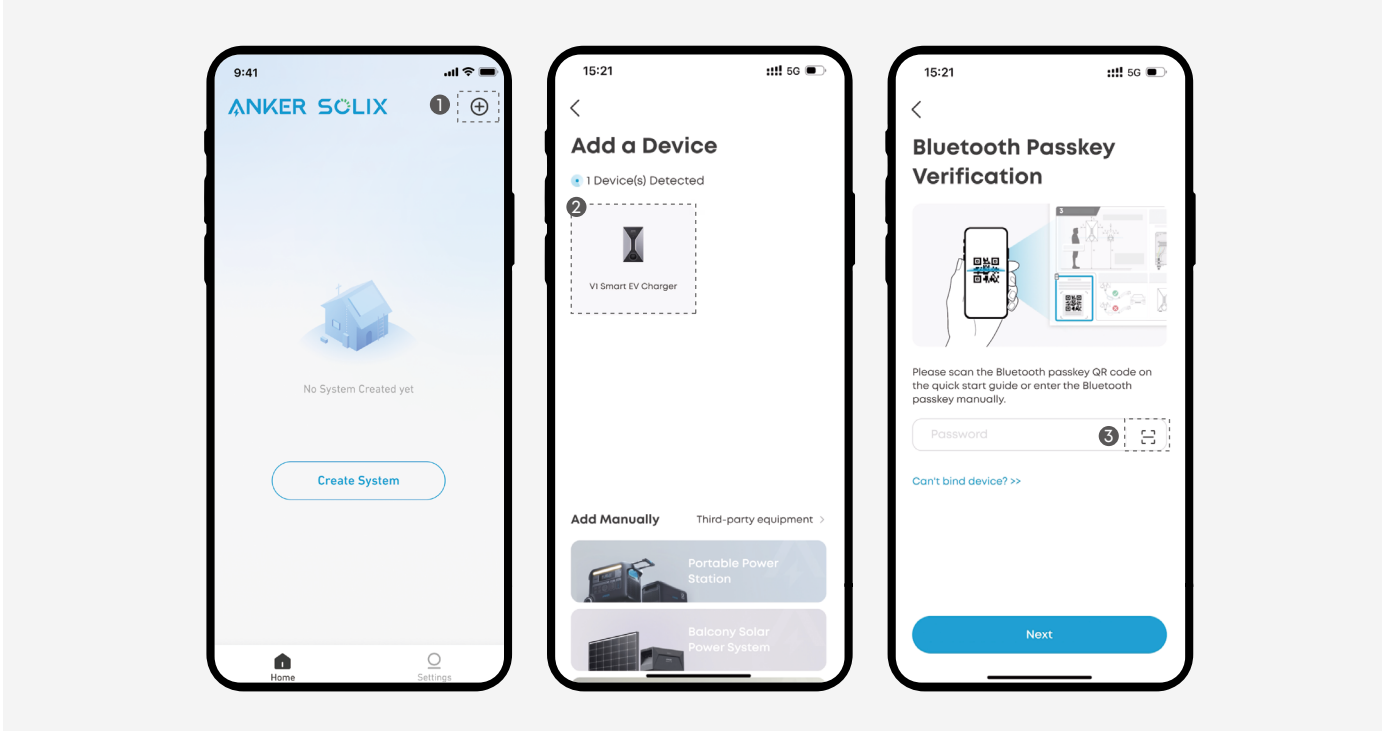 9:41
ANKER SOLIX
1
No System Created yet
Create System
Home
Settings
15:21
5G
Add a Device
1 Device(s) Detected
2
V1 Smart EV Charger
Add Manually
Third-party equipment >
Portable Power
Station
Balcony Solar
Power System
15:21
5G
Bluetooth Passkey
Verification
3
Please scan the Bluetooth passkey QR code on
the quick start guide or enter the Bluetooth
passkey manually.
Password
3
Can't bind device? >>
Next